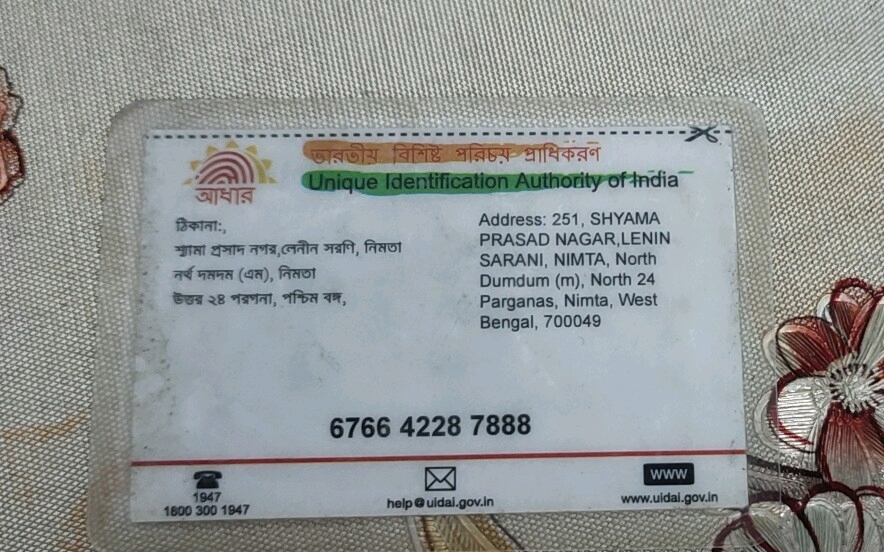 ভারতীয় বিশিষ্ট পরিচয় প্রাধিকরণ
Unique Identification Authority of India
আধার
ঠিকানা:,
শ্যামা প্রসাদ নগর,লেনীন সরণি, নিমতা
নর্থ দমদম (এম), নিমতা
উত্তর ২৪ পরগনা, পশ্চিম বঙ্গ,
Address: 251, SHYAMA
PRASAD NAGAR,LENIN
SARANI, NIMTA, North
Dumdum (m), North 24
Parganas, Nimta, West
Bengal, 700049
6766 4228 7888
1947
1800 300 1947
help@uidai.gov.in
WWW
www.uidai.gov.in